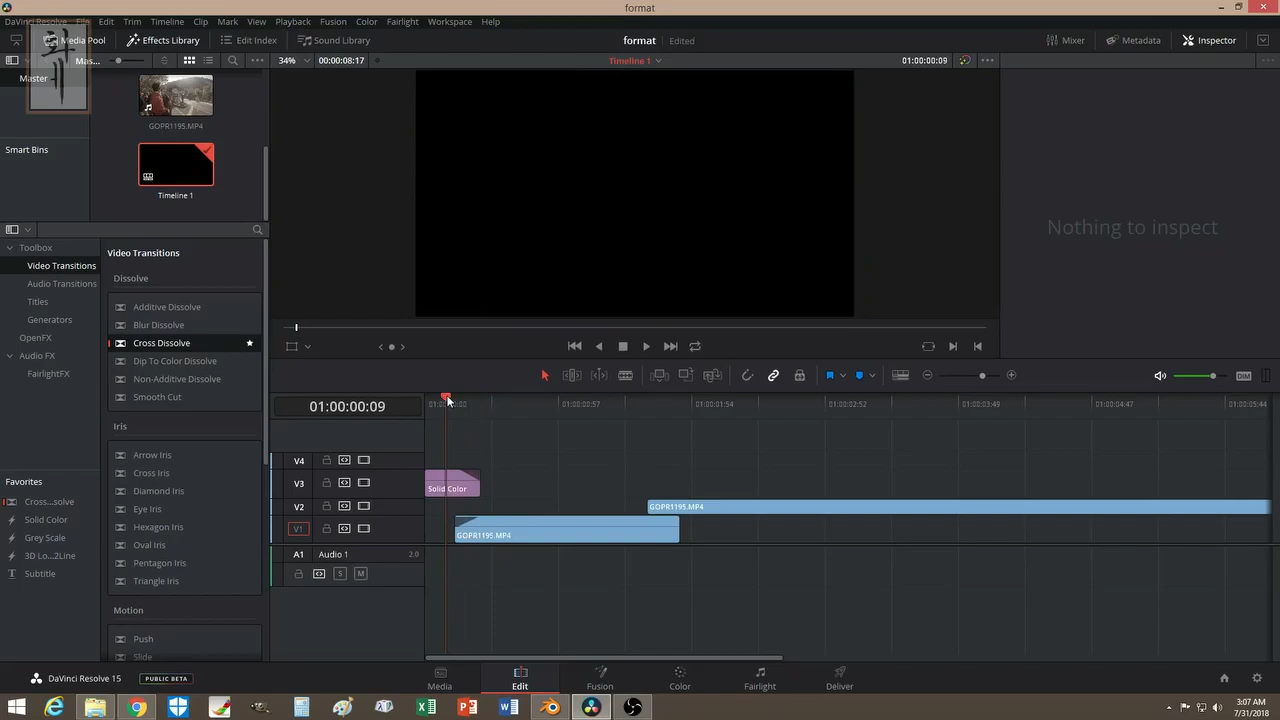 format
DaVinci Resolve File Edit Trim Timeline Clip Mark View Playback Fusion Color Fairlight Workspace Help
Media Pool Effects Library Edit Index Sound Library format Edited Mixer Metadata Inspector
Mas... 34% 00:00:08:17 Timeline 1 01:00:00:09
Master
GOPR1195.MP4
Smart Bins
Timeline 1
Nothing to inspect
Toolbox
Video Transitions
Audio Transitions
Titles
Generators
OpenFX
Audio FX
FairlightFX
Video Transitions
Dissolve
Additive Dissolve
Blur Dissolve
Cross Dissolve
Dip To Color Dissolve
Non-Additive Dissolve
Smooth Cut
Iris
Arrow Iris
Cross Iris
Diamond Iris
Eye Iris
Hexagon Iris
Oval Iris
Pentagon Iris
Triangle Iris
Motion
Push
Slide
Favorites
Cross...solve
Solid Color
Grey Scale
3D Lo...2Line
Subtitle
DIM
01:00:00:09
01:00:00:57 01:00:01:54 01:00:02:52 01:00:03:49 01:00:04:47 01:00:05:44
V4
V3 Solid Color
V2 GOPR1195.MP4
V1 GOPR1195.MP4
A1 Audio 1 2.0
S M
DaVinci Resolve 15 PUBLIC BETA
Media Edit Fusion Color Fairlight Deliver
3:07 AM
7/31/2018